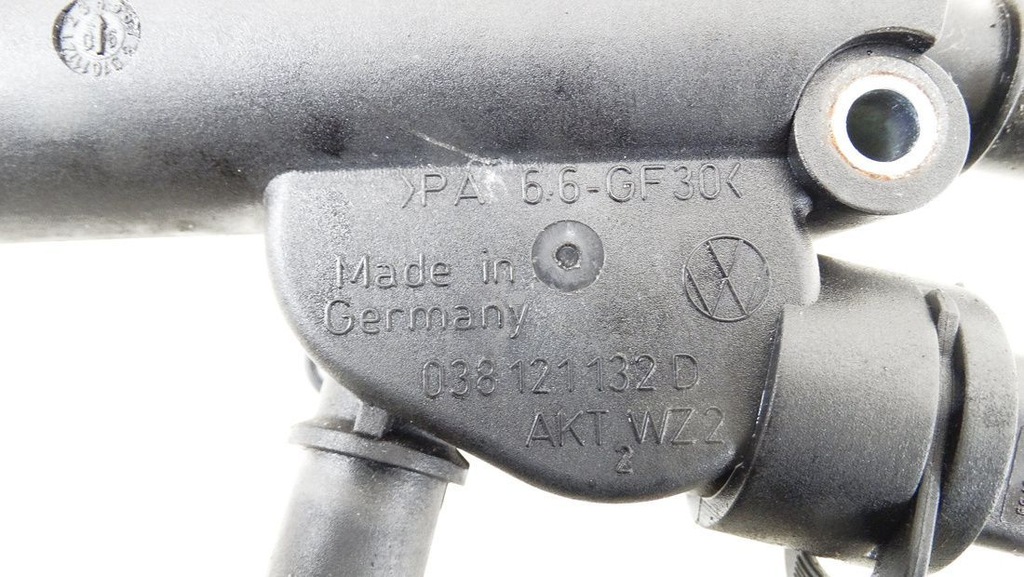 >PA 6.6-GF30<
Made in
Germany
038 121 132 D
AKT WZ2
2